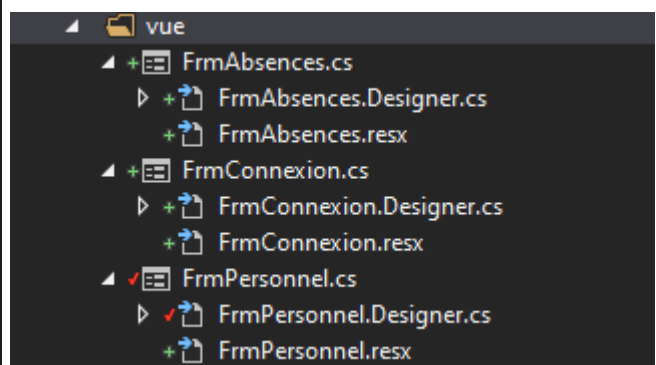 vue
FrmAbsences.cs
FrmAbsences.Designer.cs
FrmAbsences.resx
FrmConnexion.cs
FrmConnexion.Designer.cs
FrmConnexion.resx
FrmPersonnel.cs
FrmPersonnel.Designer.cs
FrmPersonnel.resx